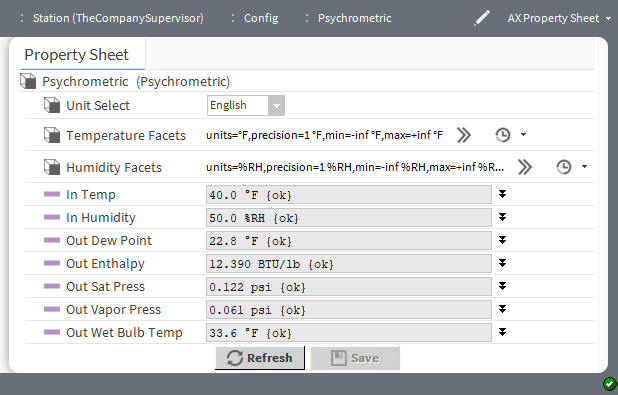 : Station (TheCompanySupervisor) : Config : Psychrometric AX Property Sheet
Property Sheet
Psychrometric (Psychrometric)
Unit Select English
Temperature Facets units=°F,precision=1 °F,min=-inf °F,max=+inf °F
Humidity Facets units=%RH,precision=1 %RH,min=-inf %RH,max=+inf %R...
In Temp 40.0 °F {ok}
In Humidity 50.0 %RH {ok}
Out Dew Point 22.8 °F {ok}
Out Enthalpy 12.390 BTU/lb {ok}
Out Sat Press 0.122 psi {ok}
Out Vapor Press 0.061 psi {ok}
Out Wet Bulb Temp 33.6 °F {ok}
Refresh Save